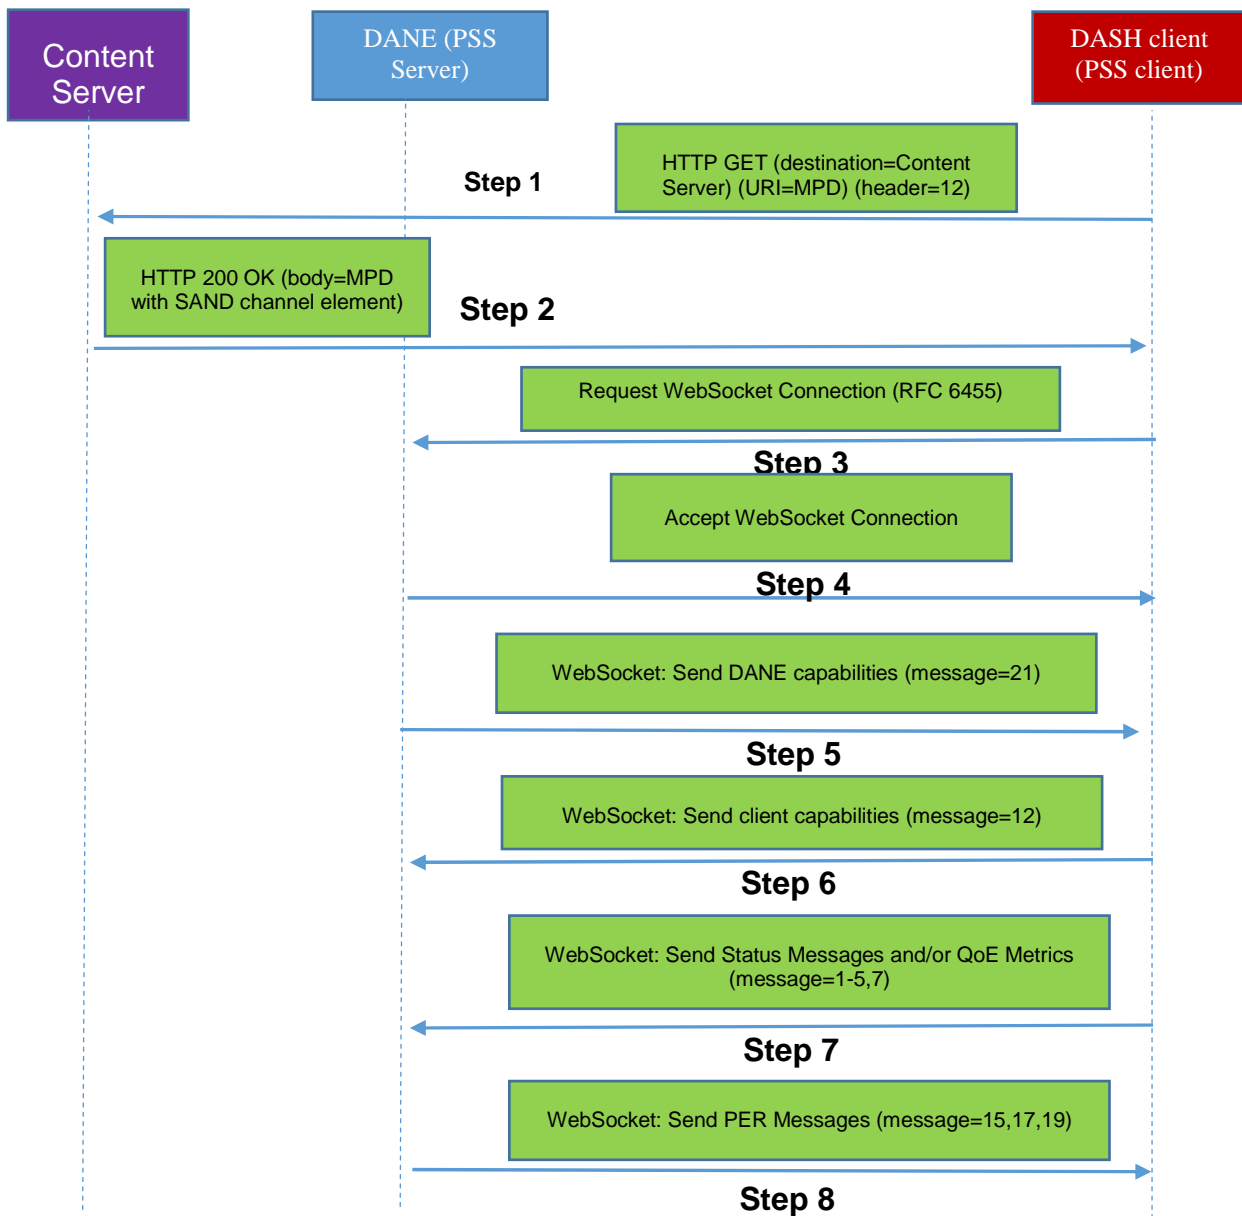 Content
Server
DANE (PSS
Server)
DASH client
(PSS client)
HTTP GET (destination=Content
Server) (URI=MPD) (header=12)
Step 1
HTTP 200 OK (body=MPD
with SAND channel element)
Step 2
Request WebSocket Connection (RFC 6455)
Step 3
Accept WebSocket Connection
Step 4
WebSocket: Send DANE capabilities (message=21)
Step 5
WebSocket: Send client capabilities (message=12)
Step 6
WebSocket: Send Status Messages and/or QoE Metrics
(message=1-5,7)
Step 7
WebSocket: Send PER Messages (message=15,17,19)
Step 8